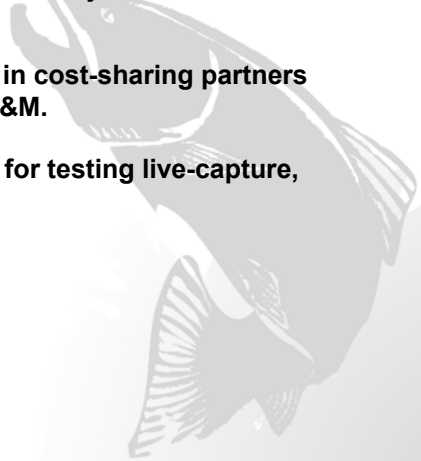 in cost-sharing partners
&M.
for testing live-capture,